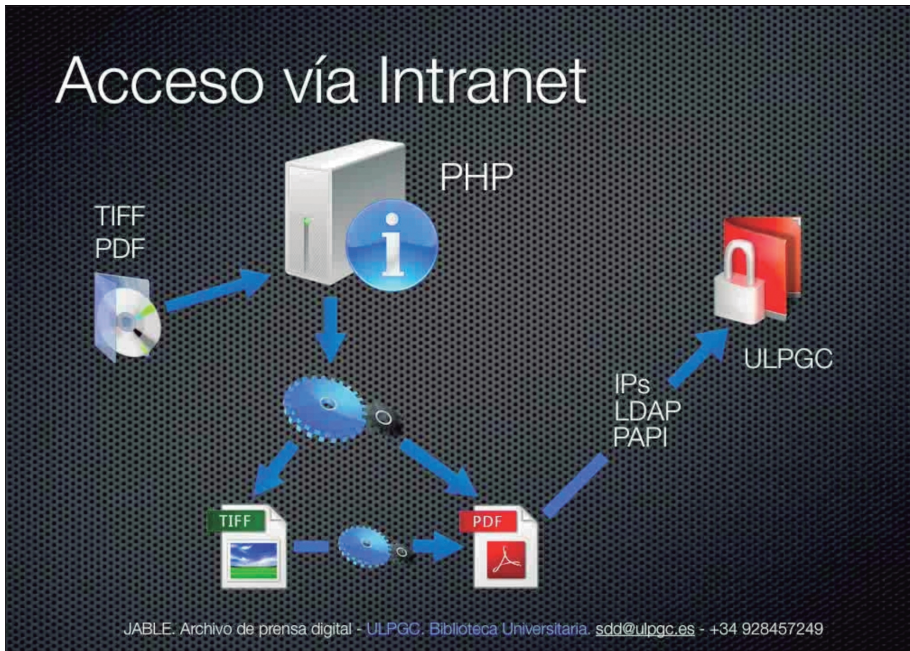 Acceso vía Intranet
PHP
TIFF
PDF
ULPGC
IPs
LDAP
PAPI
TIFF
PDF
JABLE. Archivo de prensa digital - ULPGC. Biblioteca Universitaria. sdd@ulpgc.es - +34 928457249